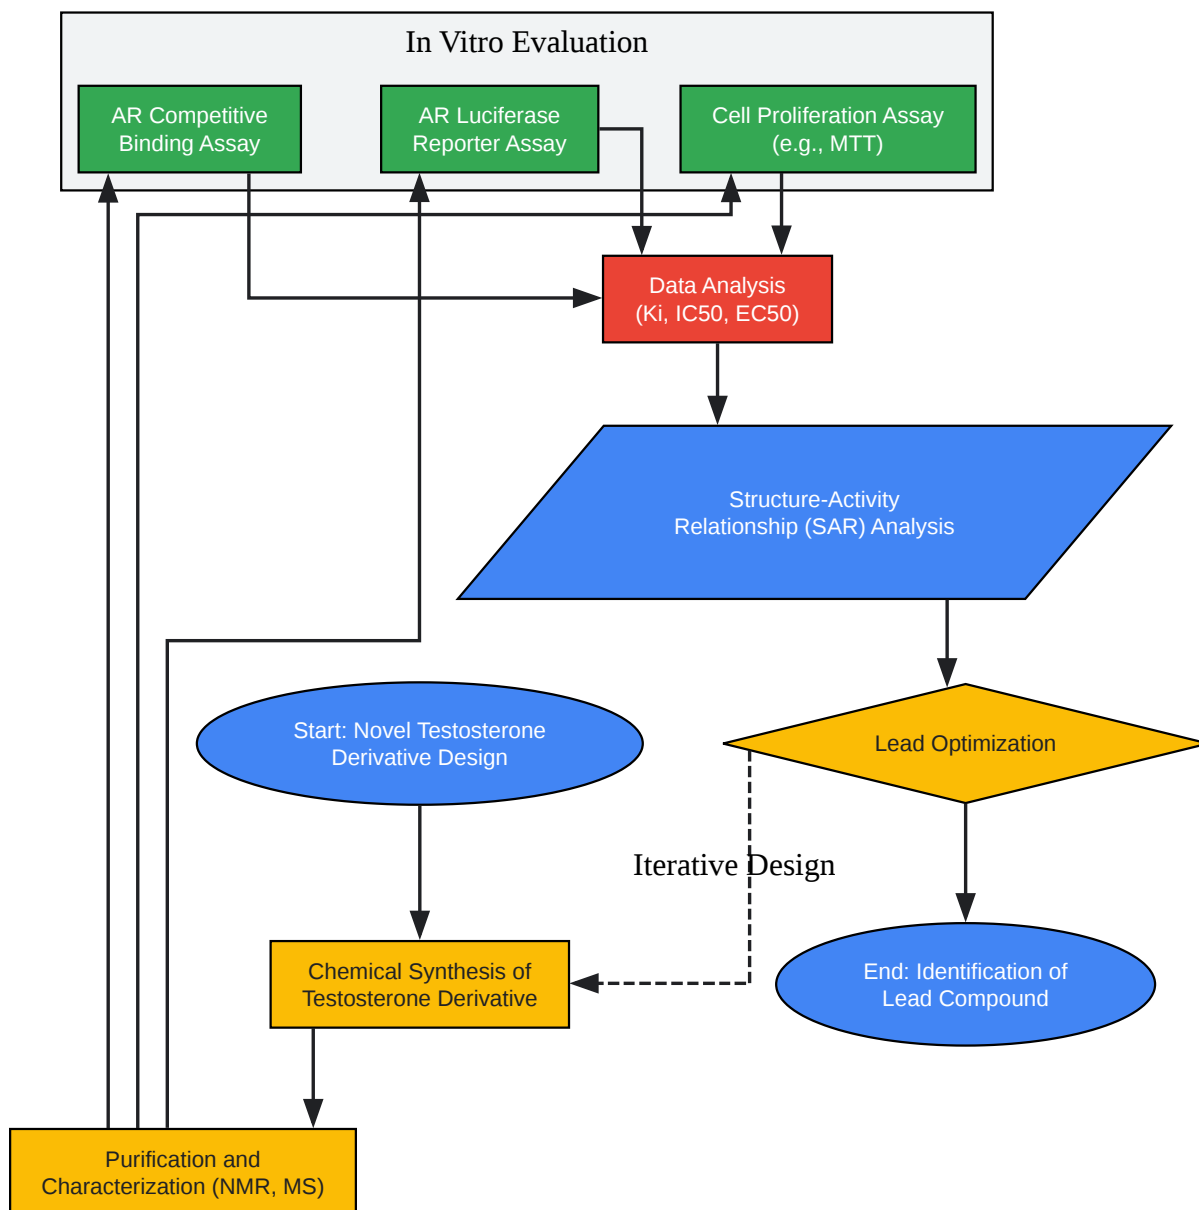 In Vitro Evaluation
AR Competitive
Binding Assay
AR Luciferase
Reporter Assay
Cell Proliferation Assay
(e.g., MTT)
Data Analysis
(Ki, IC50, EC50)
Structure-Activity
Relationship (SAR) Analysis
Start: Novel Testosterone
Derivative Design
Lead Optimization
Iterative Design
Chemical Synthesis of
Testosterone Derivative
End: Identification of
Lead Compound
Purification and
Characterization (NMR, MS)